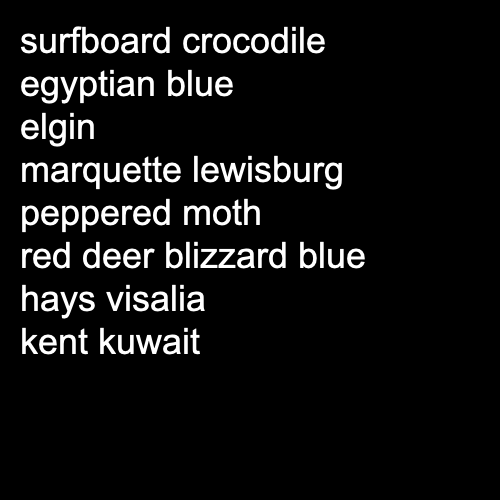 surfboard crocodile
egyptian blue
elgin
marquette lewisburg
peppered moth
red deer blizzard blue
hays visalia
kent kuwait